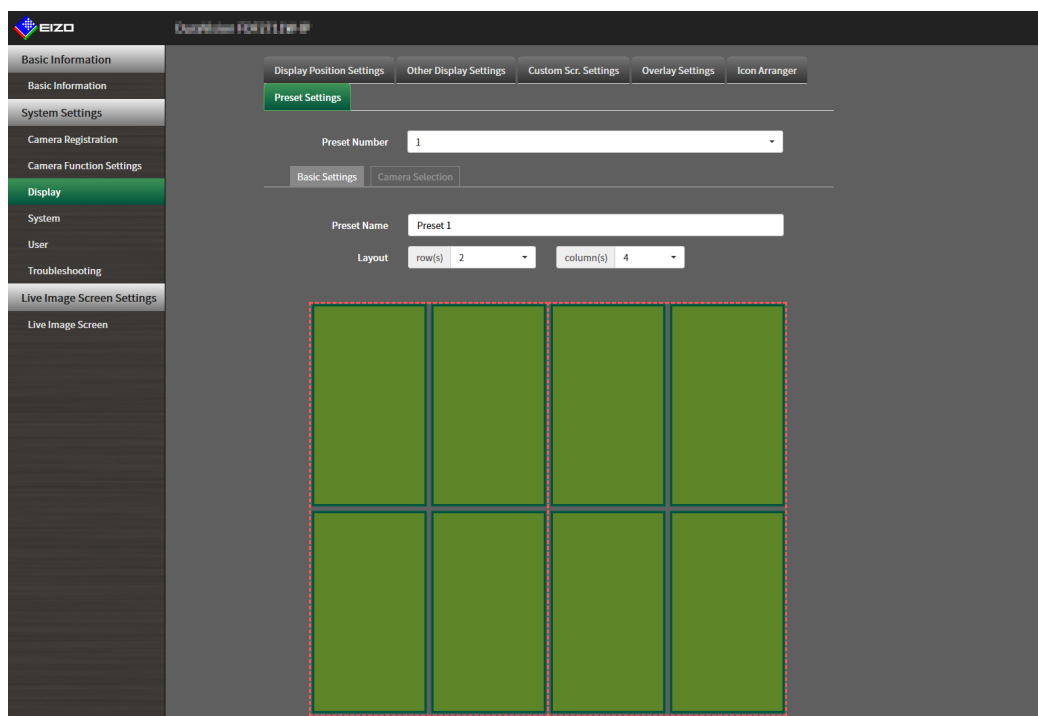 EIZO
Basic Information
Basic Information
System Settings
Camera Registration
Camera Function Settings
Display
System
User
Troubleshooting
Live Image Screen Settings
Live Image Screen
Display Position Settings Other Display Settings Custom Scr. Settings Overlay Settings Icon Arranger
Preset Settings
Preset Number 1
Basic Settings Camera Selection
Preset Name Preset 1
Layout row(s) 2 column(s) 4